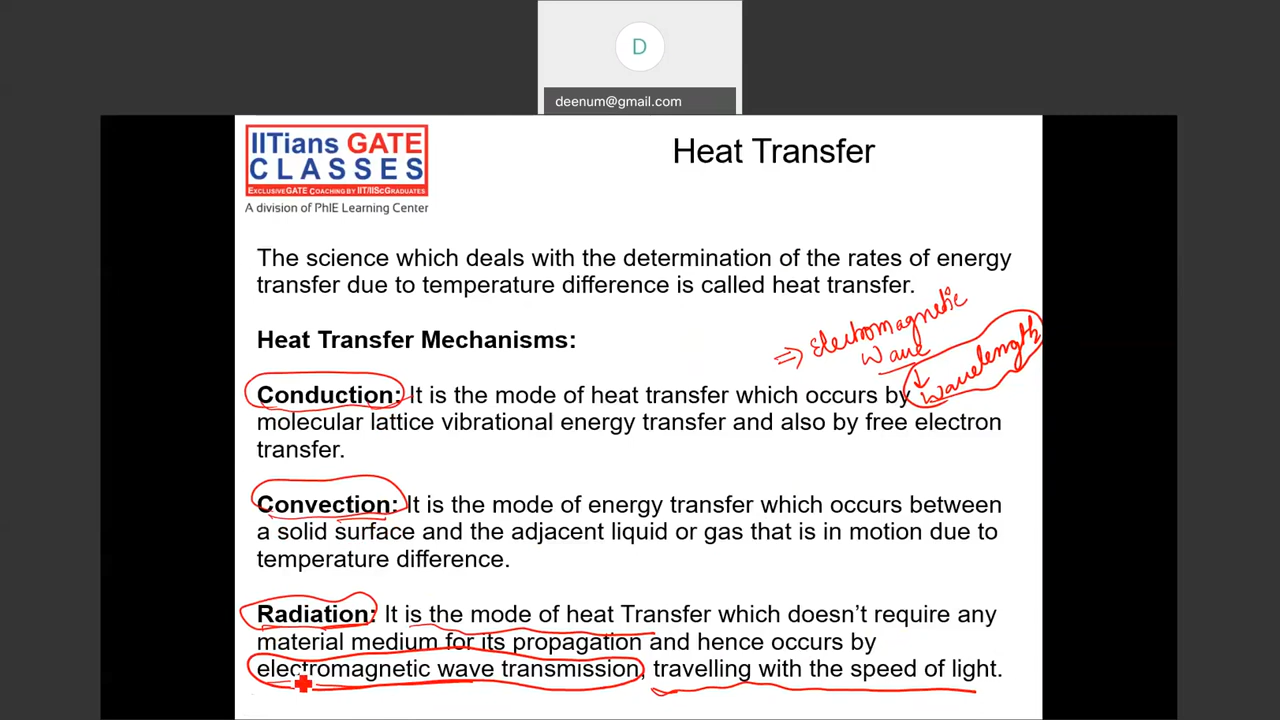 D
deenum@gmail.com
IITians GATE
CLASSES
EXCLUSIVE GATE COACHING BY IIT/IISc GRADUATES
A division of PhIE Learning Center
Heat Transfer
The science which deals with the determination of the rates of energy
transfer due to temperature difference is called heat transfer.
⇒ Electromagnetic
Wave
Heat Transfer Mechanisms:
↓ Wavelength
Conduction: It is the mode of heat transfer which occurs by
molecular lattice vibrational energy transfer and also by free electron
transfer.
Convection: It is the mode of energy transfer which occurs between
a solid surface and the adjacent liquid or gas that is in motion due to
temperature difference.
Radiation: It is the mode of heat Transfer which doesn’t require any
material medium for its propagation and hence occurs by
electromagnetic wave transmission, travelling with the speed of light.